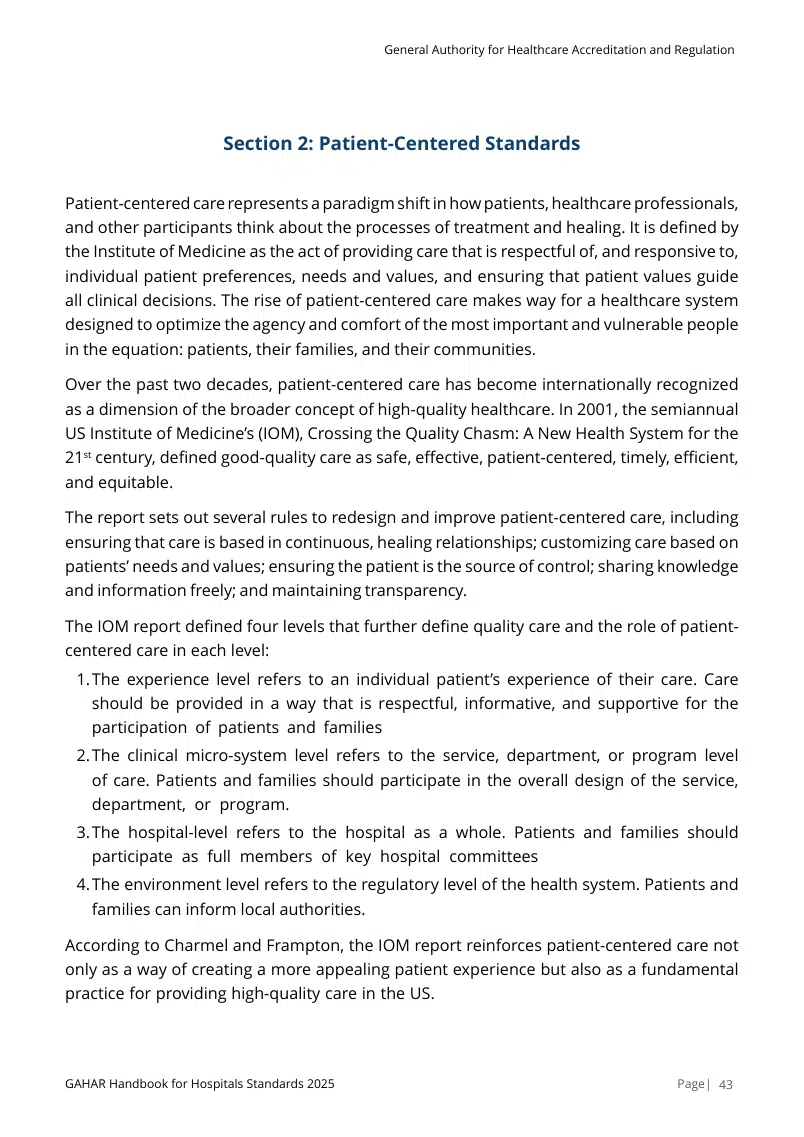 General Authority for Healthcare Accreditation and Regulation
Section 2: Patient-Centered Standards
Patient-centered care represents a paradigm shift in how patients, healthcare professionals,
and other participants think about the processes of treatment and healing. It is defined by
the Institute of Medicine as the act of providing care that is respectful of, and responsive to,
individual patient preferences, needs and values, and ensuring that patient values guide
all clinical decisions. The rise of patient-centered care makes way for a healthcare system
designed to optimize the agency and comfort of the most important and vulnerable people
in the equation: patients, their families, and their communities.
Over the past two decades, patient-centered care has become internationally recognized
as a dimension of the broader concept of high-quality healthcare. In 2001, the semiannual
US Institute of Medicine’s (IOM), Crossing the Quality Chasm: A New Health System for the
21st century, defined good-quality care as safe, effective, patient-centered, timely, efficient,
and equitable.
The report sets out several rules to redesign and improve patient-centered care, including
ensuring that care is based in continuous, healing relationships; customizing care based on
patients’ needs and values; ensuring the patient is the source of control; sharing knowledge
and information freely; and maintaining transparency.
The IOM report defined four levels that further define quality care and the role of patient-
centered care in each level:
1. The experience level refers to an individual patient’s experience of their care. Care
should be provided in a way that is respectful, informative, and supportive for the
participation of patients and families
2. The clinical micro-system level refers to the service, department, or program level
of care. Patients and families should participate in the overall design of the service,
department, or program.
3. The hospital-level refers to the hospital as a whole. Patients and families should
participate as full members of key hospital committees
4. The environment level refers to the regulatory level of the health system. Patients and
families can inform local authorities.
According to Charmel and Frampton, the IOM report reinforces patient-centered care not
only as a way of creating a more appealing patient experience but also as a fundamental
practice for providing high-quality care in the US.
GAHAR Handbook for Hospitals Standards 2025
Page| 43